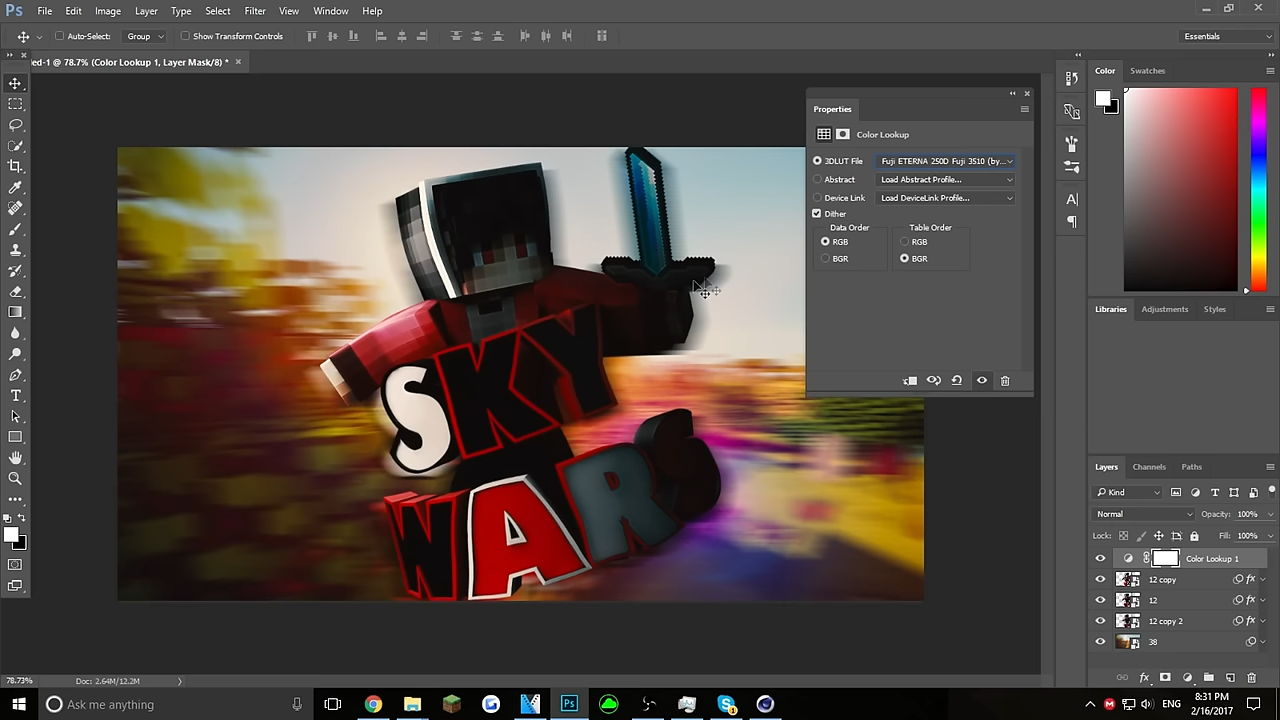 Ps File Edit Image Layer Type Select Filter View Window Help
Auto-Select: Group Show Transform Controls Essentials
ed-1 @ 78.7% (Color Lookup 1, Layer Mask/8) * ×
Color Swatches
Properties
Color Lookup
3DLUT File Fuji ETERNA 250D Fuji 3510 (by...
Abstract Load Abstract Profile...
Device Link Load DeviceLink Profile...
Dither
Data Order Table Order
RGB RGB
BGR BGR
SKY
WARS
Libraries Adjustments Styles
Layers Channels Paths
Kind
Normal Opacity: 100%
Lock: Fill: 100%
Color Lookup 1
12 copy fx
12 fx
12 copy 2 fx
38
78.73% Doc: 2.64M/12.2M
Ask me anything
ENG
8:31 PM
2/16/2017